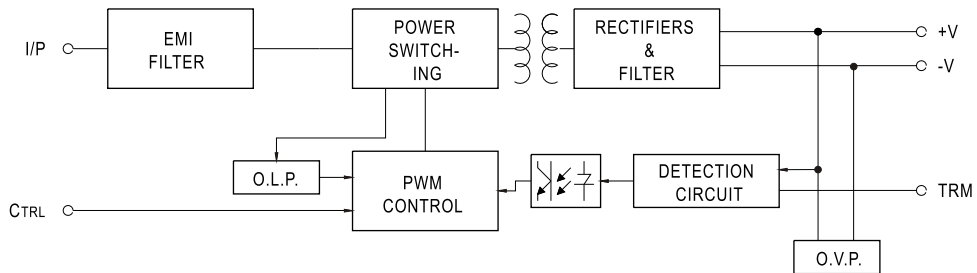 I/P
EMI
FILTER
POWER
SWITCH-
ING
RECTIFIERS
&
FILTER
+V
-V
O.L.P.
PWM
CONTROL
DETECTION
CIRCUIT
TRM
CTRL
O.V.P.